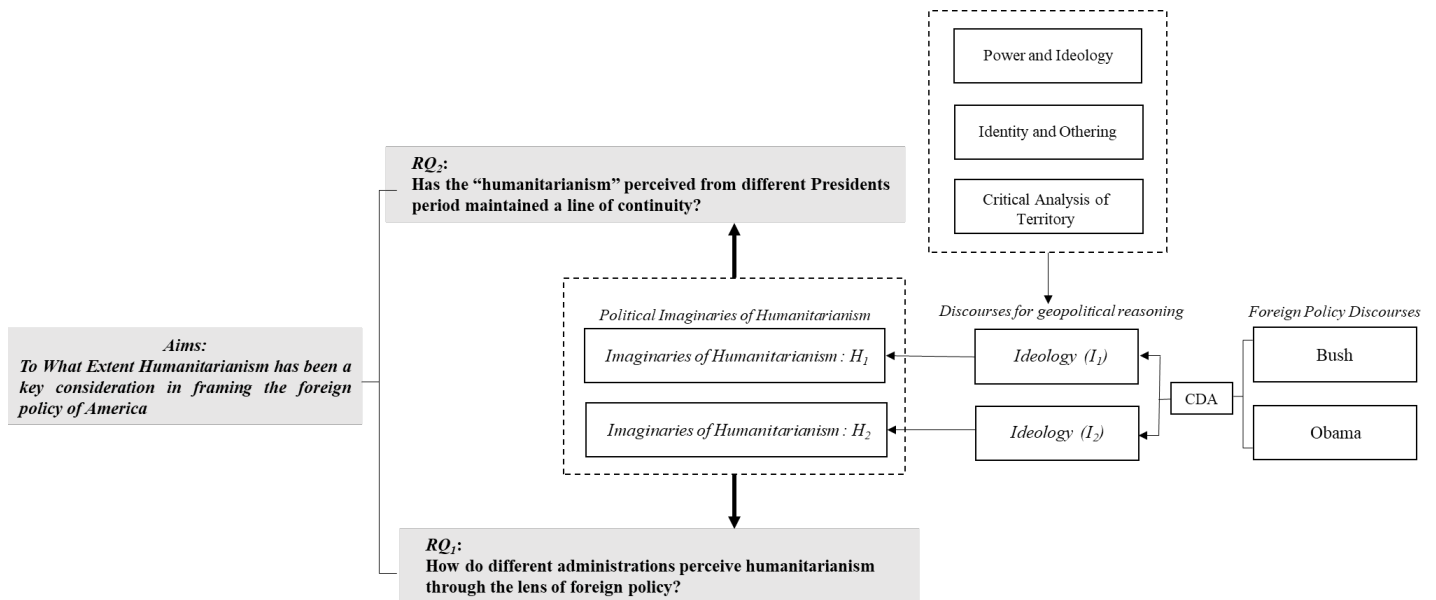 Power and Ideology
Identity and Othering
Critical Analysis of
Territory
RQ₂:
Has the “humanitarianism” perceived from different Presidents
period maintained a line of continuity?
Political Imaginaries of Humanitarianism
Imaginaries of Humanitarianism : H₁
Imaginaries of Humanitarianism : H₂
Discourses for geopolitical reasoning
Ideology (I₁)
Ideology (I₂)
CDA
Foreign Policy Discourses
Bush
Obama
Aims:
To What Extent Humanitarianism has been a
key consideration in framing the foreign
policy of America
RQ₁:
How do different administrations perceive humanitarianism
through the lens of foreign policy?